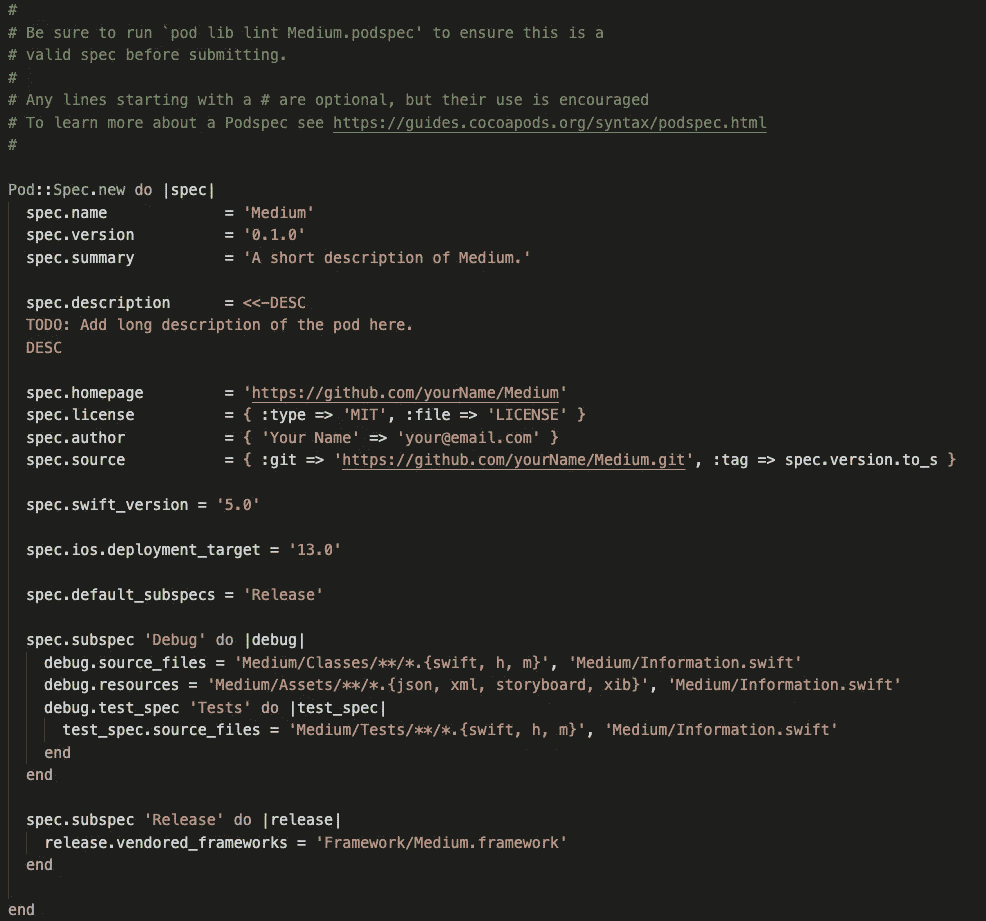 #
# Be sure to run `pod lib lint Medium.podspec' to ensure this is a
# valid spec before submitting.
#
# Any lines starting with a # are optional, but their use is encouraged
# To learn more about a Podspec see https://guides.cocoapods.org/syntax/podspec.html
#

Pod::Spec.new do |spec|
  spec.name             = 'Medium'
  spec.version          = '0.1.0'
  spec.summary          = 'A short description of Medium.'

  spec.description      = <<-DESC
  TODO: Add long description of the pod here.
  DESC

  spec.homepage         = 'https://github.com/yourName/Medium'
  spec.license          = { :type => 'MIT', :file => 'LICENSE' }
  spec.author           = { 'Your Name' => 'your@email.com' }
  spec.source           = { :git => 'https://github.com/yourName/Medium.git', :tag => spec.version.to_s }

  spec.swift_version = '5.0'

  spec.ios.deployment_target = '13.0'

  spec.default_subspecs = 'Release'

  spec.subspec 'Debug' do |debug|
    debug.source_files = 'Medium/Classes/**/*.{swift, h, m}', 'Medium/Information.swift'
    debug.resources = 'Medium/Assets/**/*.{json, xml, storyboard, xib}', 'Medium/Information.swift'
    debug.test_spec 'Tests' do |test_spec|
      test_spec.source_files = 'Medium/Tests/**/*.{swift, h, m}', 'Medium/Information.swift'
    end
  end

  spec.subspec 'Release' do |release|
    release.vendored_frameworks = 'Framework/Medium.framework'
  end

end